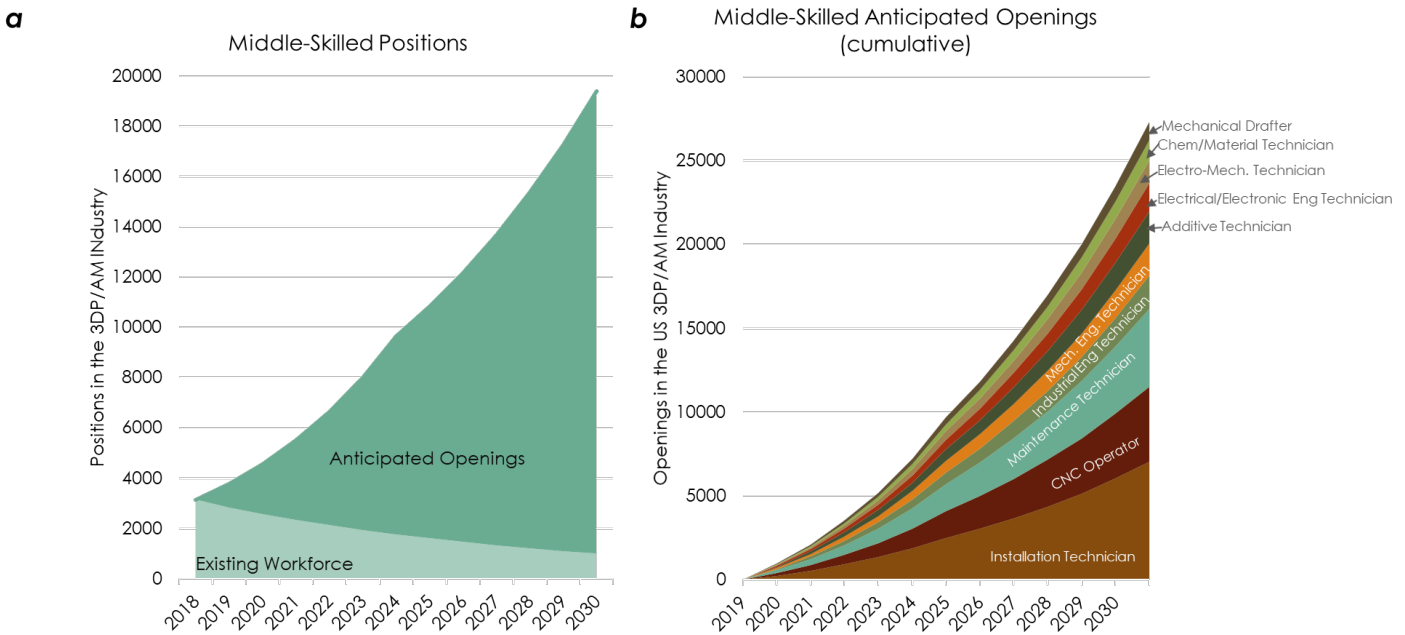 a
Middle-Skilled Positions
Positions in the 3DP/AM INdustry
20000
18000
16000
14000
12000
10000
8000
6000
4000
2000
0
Anticipated Openings
Existing Workforce
2018
2019
2020
2021
2022
2023
2024
2025
2026
2027
2028
2029
2030
b
Middle-Skilled Anticipated Openings
(cumulative)
Openings in the US 3DP/AM Industry
30000
25000
20000
15000
10000
5000
0
Mechanical Drafter
Chem/Material Technician
Electro-Mech. Technician
Electrical/Electronic Eng Technician
Additive Technician
Mech. Eng. Technician
Industrial Eng Technician
Maintenance Technician
CNC Operator
Installation Technician
2019
2020
2021
2022
2023
2024
2025
2026
2027
2028
2029
2030